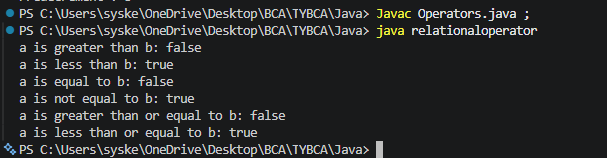 PS C:\Users\syske\OneDrive\Desktop\BCA\TYBCA\Java> Javac Operators.java ;
PS C:\Users\syske\OneDrive\Desktop\BCA\TYBCA\Java> java relationaloperator
a is greater than b: false
a is less than b: true
a is equal to b: false
a is not equal to b: true
a is greater than or equal to b: false
a is less than or equal to b: true
PS C:\Users\syske\OneDrive\Desktop\BCA\TYBCA\Java>